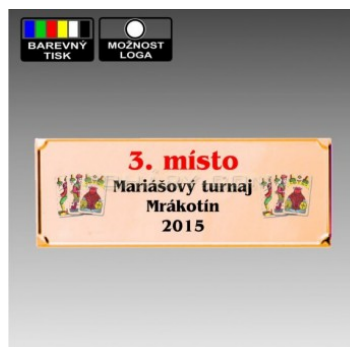 BAREVNÝ
TISK
MOŽNOST
LOGA
3. místo
Mariášový turnaj
Mrákotín
2015